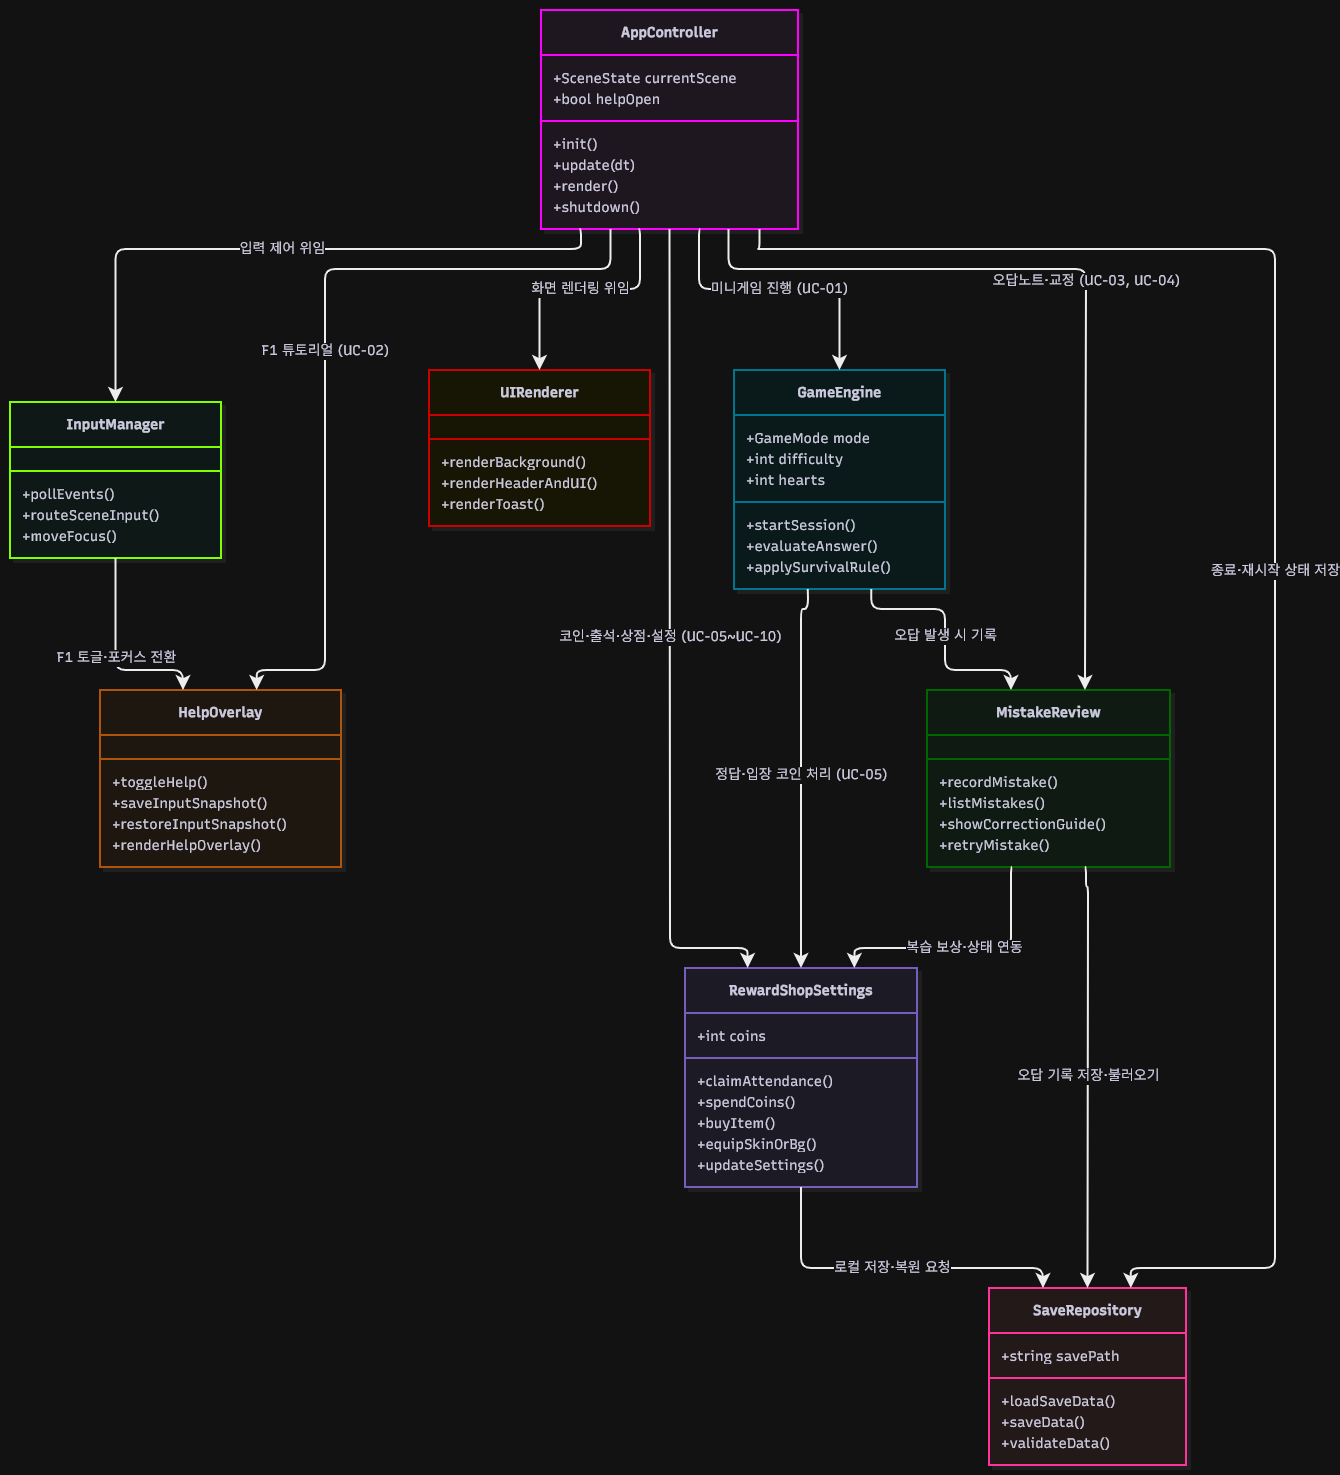 AppController
+SceneState currentScene
+bool helpOpen
+init()
+update(dt)
+render()
+shutdown()
입력 제어 위임
오답노트·교정 (UC-03, UC-04)
화면 렌더링 위임
미니게임 진행 (UC-01)
F1 튜토리얼 (UC-02)
UIRenderer
+renderBackground()
+renderHeaderAndUI()
+renderToast()
GameEngine
+GameMode mode
+int difficulty
+int hearts
+startSession()
+evaluateAnswer()
+applySurvivalRule()
InputManager
+pollEvents()
+routeSceneInput()
+moveFocus()
종료·재시작 상태 저장
코인·출석·상점·설정 (UC-05~UC-10)
오답 발생 시 기록
F1 토글·포커스 전환
HelpOverlay
+toggleHelp()
+saveInputSnapshot()
+restoreInputSnapshot()
+renderHelpOverlay()
정답·입장 코인 처리 (UC-05)
MistakeReview
+recordMistake()
+listMistakes()
+showCorrectionGuide()
+retryMistake()
복습 보상·상태 연동
RewardShopSettings
+int coins
+claimAttendance()
+spendCoins()
+buyItem()
+equipSkinOrBg()
+updateSettings()
오답 기록 저장·불러오기
로컬 저장·복원 요청
SaveRepository
+string savePath
+loadSaveData()
+saveData()
+validateData()